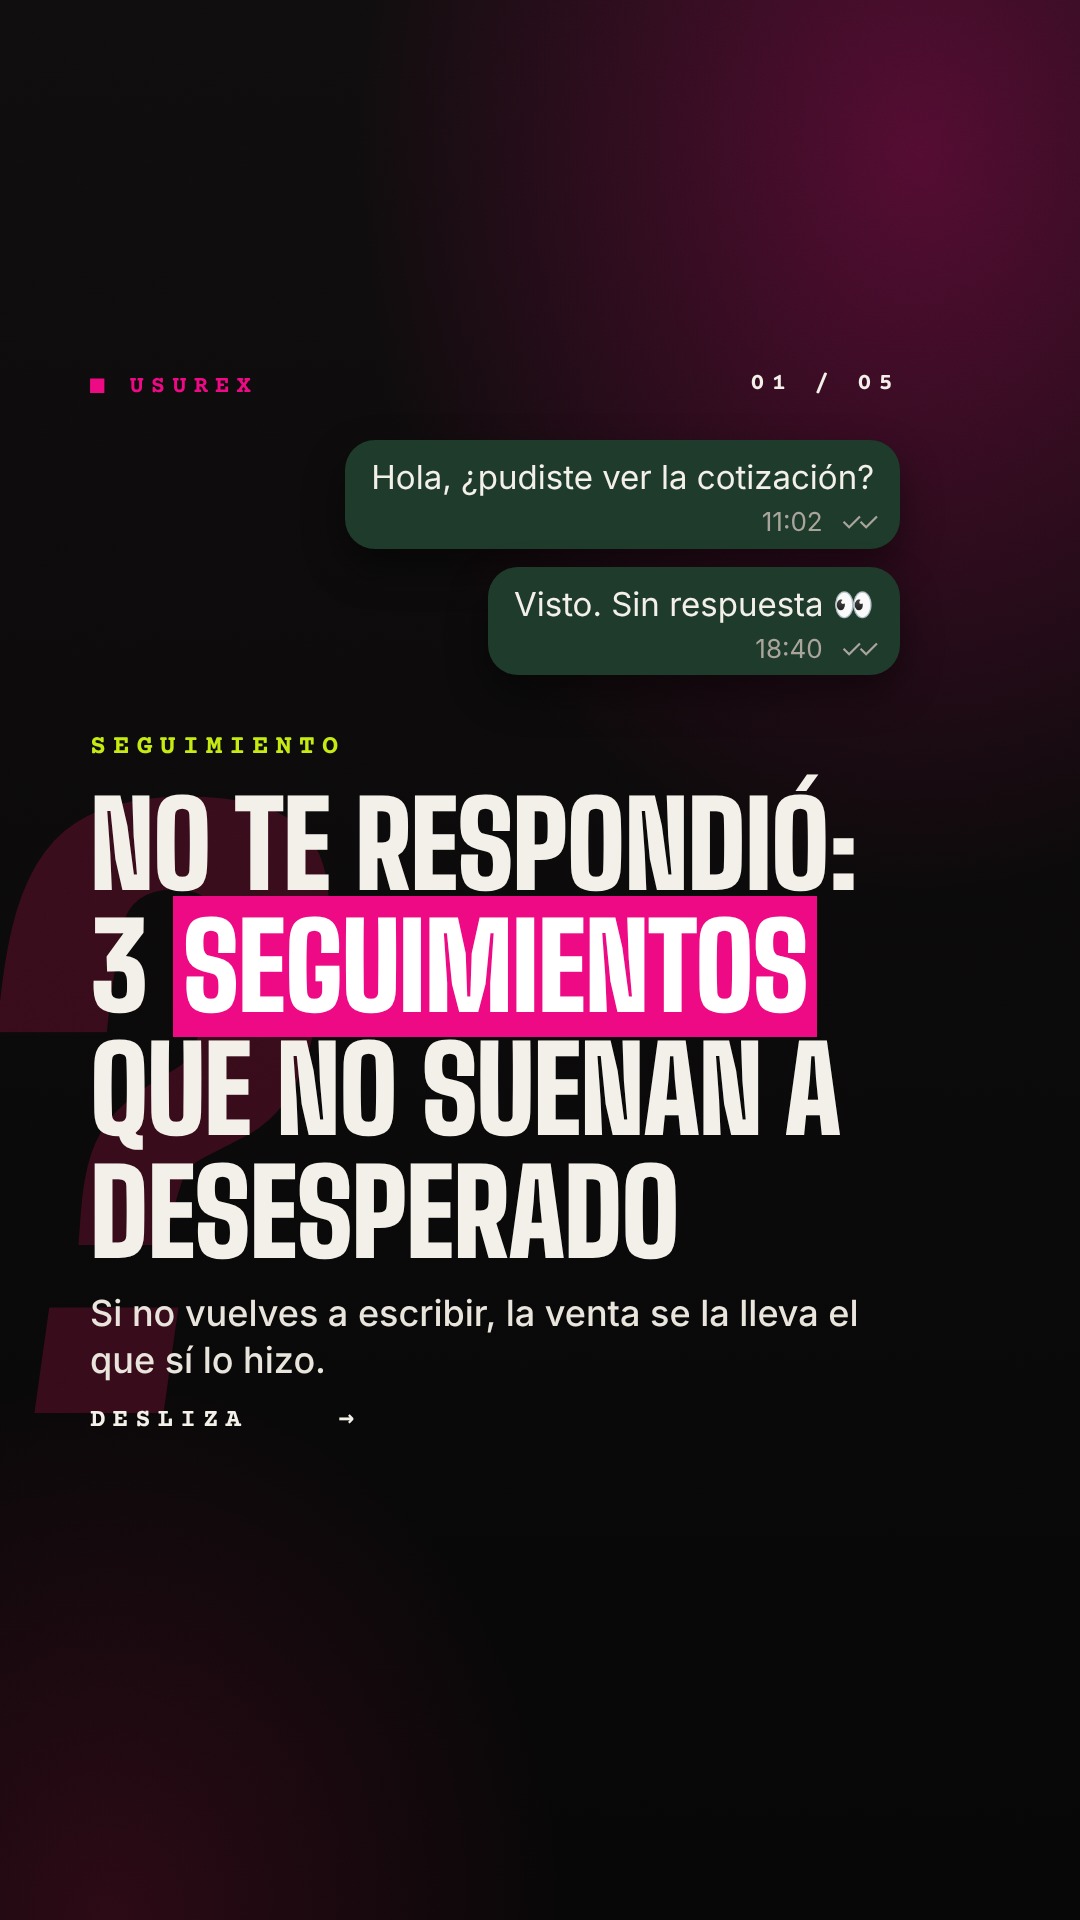 USUREX
01 / 05
Hola, ¿pudiste ver la cotización?
11:02
Visto. Sin respuesta 👀
18:40
SEGUIMIENTO
NO TE RESPONDIÓ:
3 SEGUIMIENTOS
QUE NO SUENAN A
DESESPERADO
Si no vuelves a escribir, la venta se la lleva el
que sí lo hizo.
DESLIZA →
?